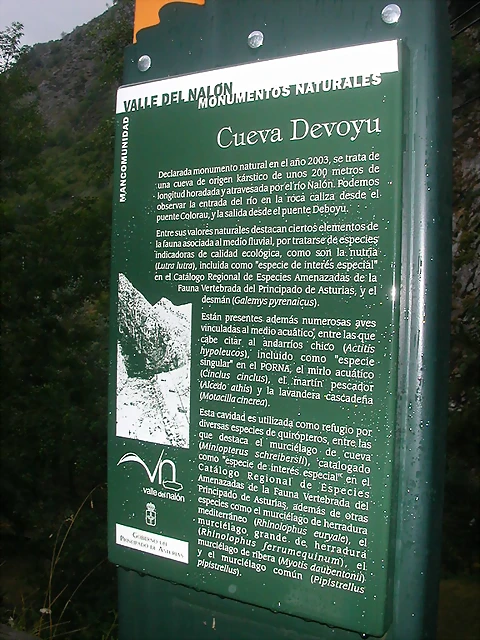 VALLE DEL NALÓN
MONUMENTOS NATURALES
MANCOMUNIDAD
Cueva Devoyu
Declarada monumento natural en el año 2003, se trata de
una cueva de origen kárstico de unos 200 metros de
longitud horadada y atravesada por el río Nalón. Podemos
observar la entrada del río en la roca caliza desde el
puente Colorau, y la salida desde el puente Deboyu.
Entre sus valores naturales destacan ciertos elementos de
la fauna asociada al medio fluvial, por tratarse de especies
indicadoras de calidad ecológica, como son la nutria
(Lutra lutra), incluida como "especie de interés especial"
en el Catálogo Regional de Especies Amenazadas de la
Fauna Vertebrada del Principado de Asturias, y el
desmán (Galemys pyrenaicus).
Están presentes además numerosas aves
vinculadas al medio acuático, entre las que
cabe citar al andarríos chico (Actitis
hypoleucos), incluido como "especie
singular" en el PORNA, el mirlo acuático
(Cinclus cinclus), el martín pescador
(Alcedo athis) y la lavandera cascadeña
(Motacilla cinerea).
Esta cavidad es utilizada como refugio por
diversas especies de quirópteros, entre las
que destaca el murciélago de cueva
(Miniopterus schreibersii), catalogado
como "especie de interés especial" en el
Catálogo Regional de Especies
Amenazadas de la Fauna Vertebrada del
Principado de Asturias, además de otras
especies como el murciélago de herradura
mediterráneo (Rhinolophus euryale), el
murciélago grande de herradura
(Rhinolophus ferrumequinum), el
murciélago de ribera (Myotis daubentonii)
y el murciélago común (Pipistrellus
pipistrellus).
valle del nalón
GOBIERNO DEL
PRINCIPADO DE ASTURIAS